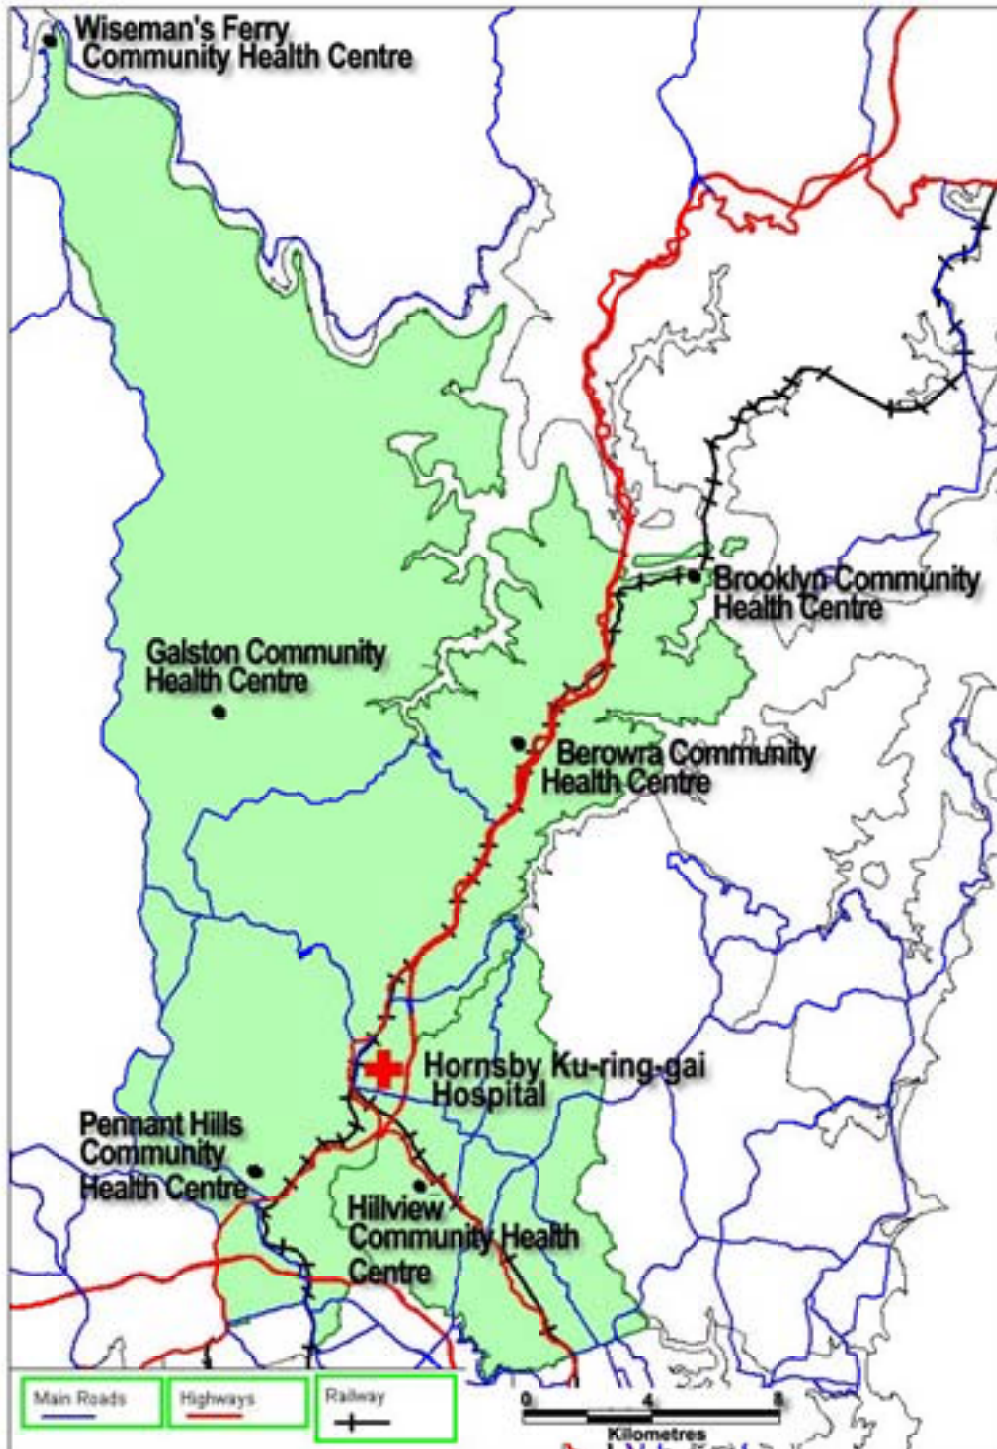 Wiseman's Ferry
Community Health Centre
Brooklyn Community
Health Centre
Galston Community
Health Centre
Berowra Community
Health Centre
Hornsby Ku-ring-gai
Hospital
Pennant Hills
Community
Health Centre
Hillview
Community Health
Centre
Main Roads
Highways
Railway
0 4 8
Kilometres